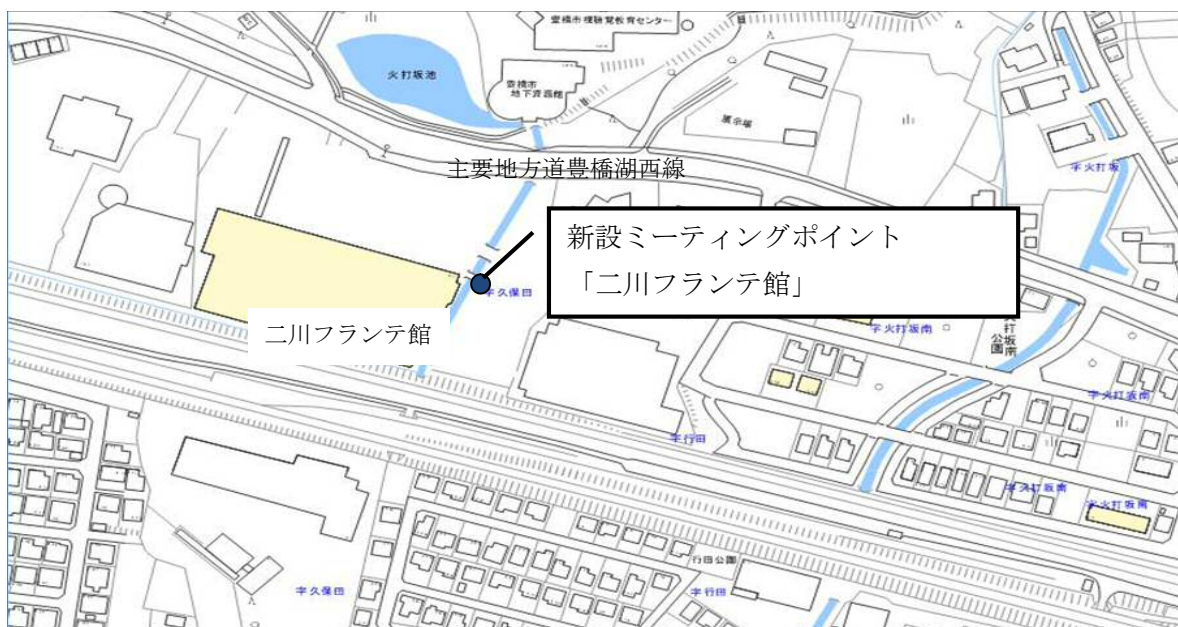 豊橋市視聴覚教育センター
火打坂池
豊橋市
地下資源館
展示場
主要地方道豊橋湖西線
字火打坂
新設ミーティングポイント
「二川フランテ館」
字久保田
二川フランテ館
字火打坂南
火打坂南
公園
字火打坂南
字行田
字火打坂南
字火打坂南
行田公園
字久保田
字行田